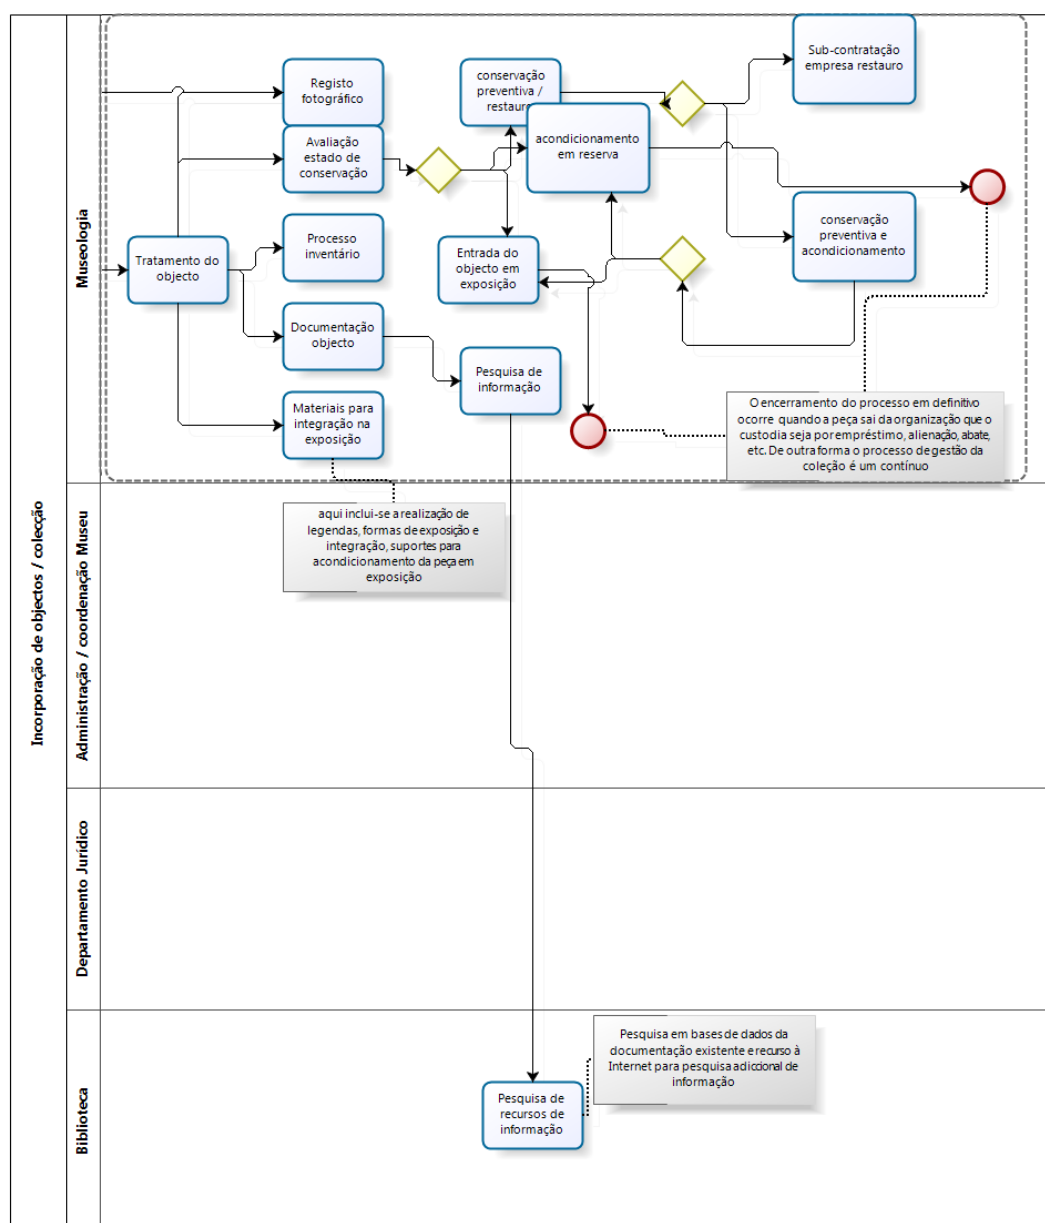 Incorporação de objectos / colecção
Museologia
Registo
fotográfico
Avaliação
estado de
conservação
Tratamento do
objecto
Processo
inventário
Documentação
objecto
Materiais para
integração na
exposição
conservação
preventiva /
restauro
acondicionamento
em reserva
Entrada do
objecto em
exposição
Pesquisa de
informação
Sub-contratação
empresa restauro
conservação
preventiva e
acondicionamento
O encerramento do processo em definitivo
ocorre quando a peça sai da organização que o
custodia seja por empréstimo, alienação, abate,
etc. De outra forma o processo de gestão da
coleção é um contínuo
Administração / coordenação Museu
aqui inclui-se a realização de
legendas, formas de exposição e
integração, suportes para
acondicionamento da peça em
exposição
Departamento Jurídico
Biblioteca
Pesquisa em bases de dados da
documentação existente e recurso à
Internet para pesquisa adiccional de
informação
Pesquisa de
recursos de
informação